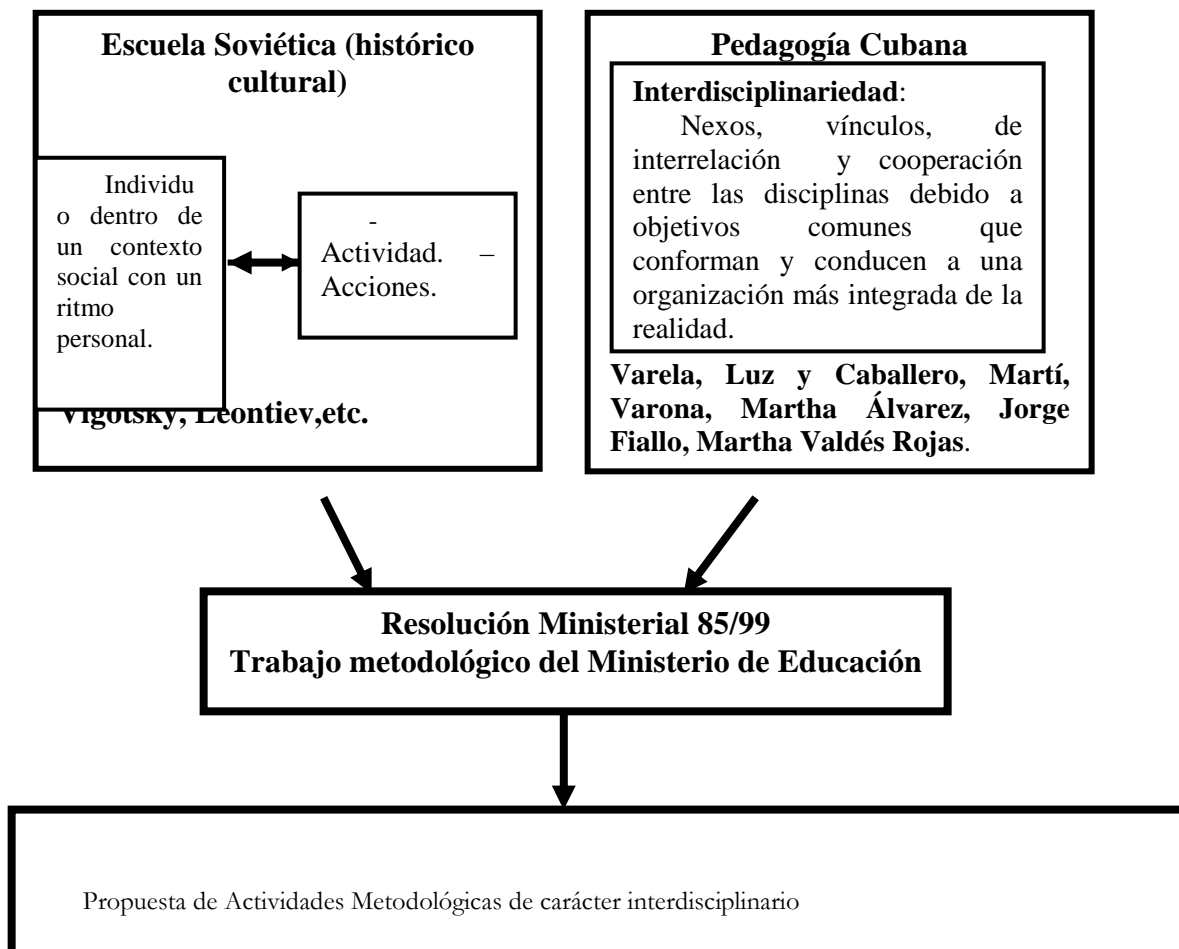 Escuela Soviética (histórico
cultural)
Individu
o dentro de
un contexto
social con un
ritmo
personal.
-
Actividad. –
Acciones.
Vigotsky, Leontiev,etc.
Pedagogía Cubana
Interdisciplinariedad:
Nexos, vínculos, de
interrelación y cooperación
entre las disciplinas debido a
objetivos comunes que
conforman y conducen a una
organización más integrada de la
realidad.
Varela, Luz y Caballero, Martí,
Varona, Martha Álvarez, Jorge
Fiallo, Martha Valdés Rojas.
Resolución Ministerial 85/99
Trabajo metodológico del Ministerio de Educación
Propuesta de Actividades Metodológicas de carácter interdisciplinario